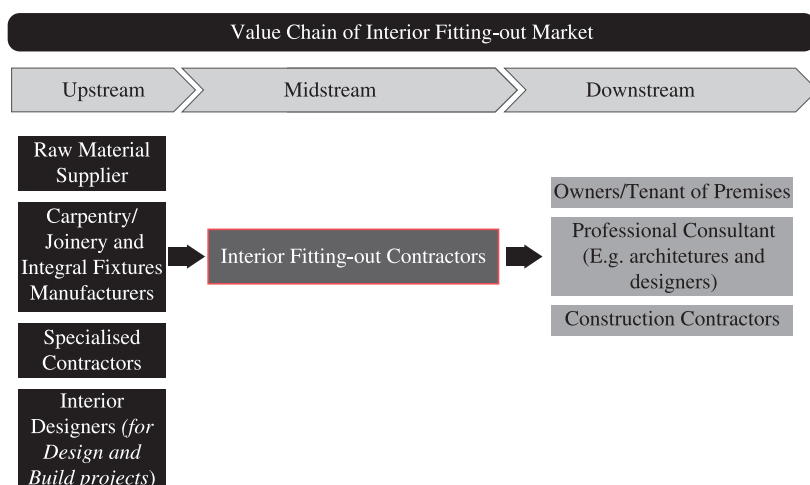 Value Chain of Interior Fitting-out Market
Upstream
Midstream
Downstream
Raw Material
Supplier
Carpentry/
Joinery and
Integral Fixtures
Manufacturers
Specialised
Contractors
Interior
Designers (for
Design and
Build projects)
Interior Fitting-out Contractors
Owners/Tenant of Premises
Professional Consultant
(E.g. architetures and
designers)
Construction Contractors